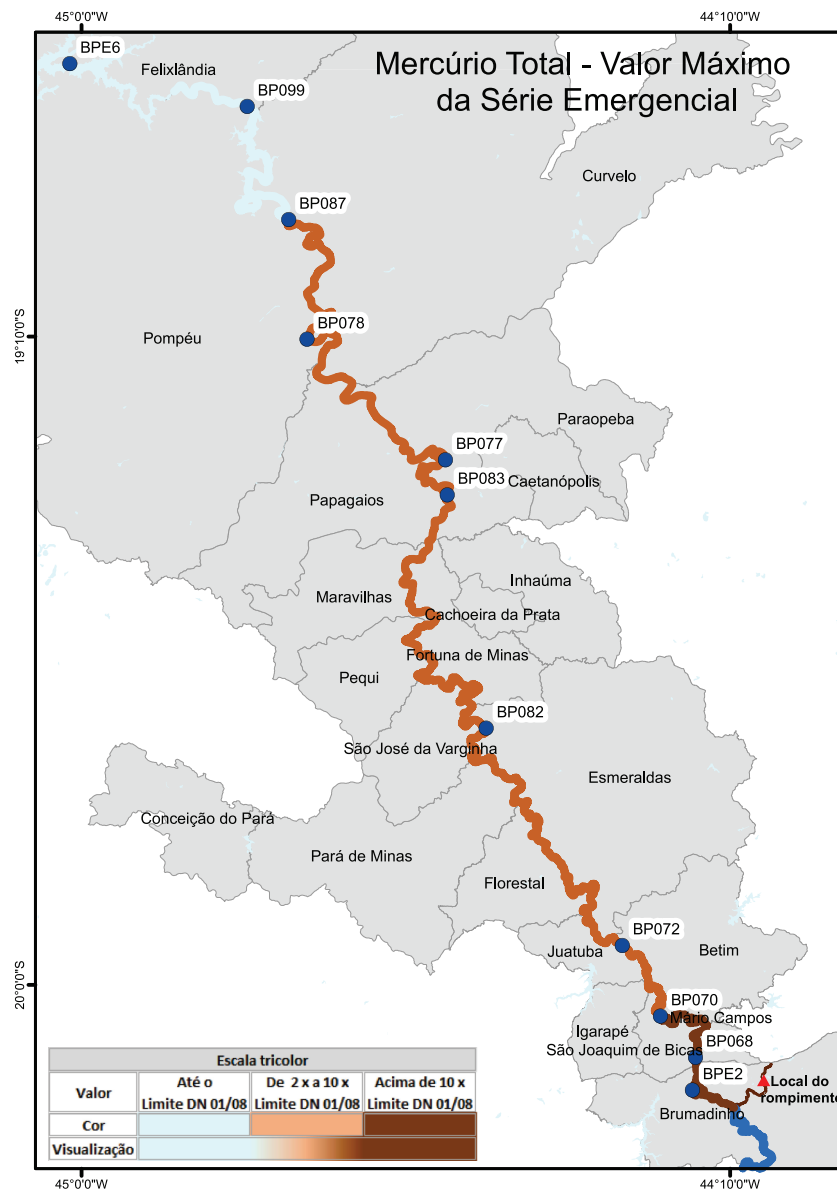 45°0'0"W
44°10'0"W
BPE6
Felixlândia
Mercúrio Total - Valor Máximo
da Série Emergencial
BP099
Curvelo
BP087
BP078
19°10'0"S
Pompéu
Paraopeba
BP077
BP083
Caetanópolis
Papagaios
Inhaúma
Maravilhas
Cachoeira da Prata
Fortuna de Minas
Pequi
BP082
São José da Varginha
Esmeraldas
Conceição do Pará
Pará de Minas
Florestal
BP072
Juatuba
Betim
20°0'0"S
BP070
Mário Campos
Igarapé
São Joaquim de Bicas
BP068
BPE2
Local do
rompimento
Brumadinho
Escala tricolor
Valor
Até o
Limite DN 01/08
De 2 x a 10 x
Limite DN 01/08
Acima de 10 x
Limite DN 01/08
Cor
Visualização
45°0'0"W
44°10'0"W